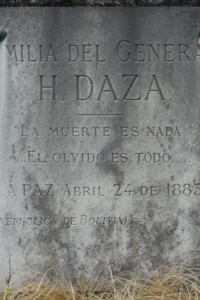 MILIA DEL GENERA
H. DAZA
LA MUERTE ES NADA
EL OLVIDO ES TODO....
A PAZ ABRIL 24 DE 1883
REPÚBLICA DE BOLIVIA